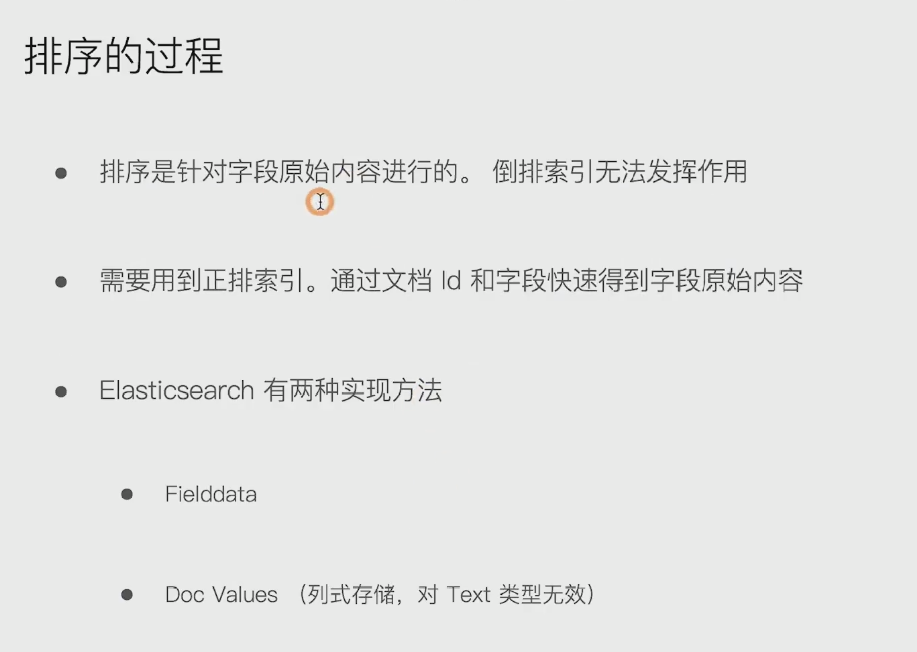 排序的过程
排序是针对字段原始内容进行的。 倒排索引无法发挥作用
需要用到正排索引。通过文档 Id 和字段快速得到字段原始内容
Elasticsearch 有两种实现方法
Fielddata
Doc Values （列式存储，对 Text 类型无效）